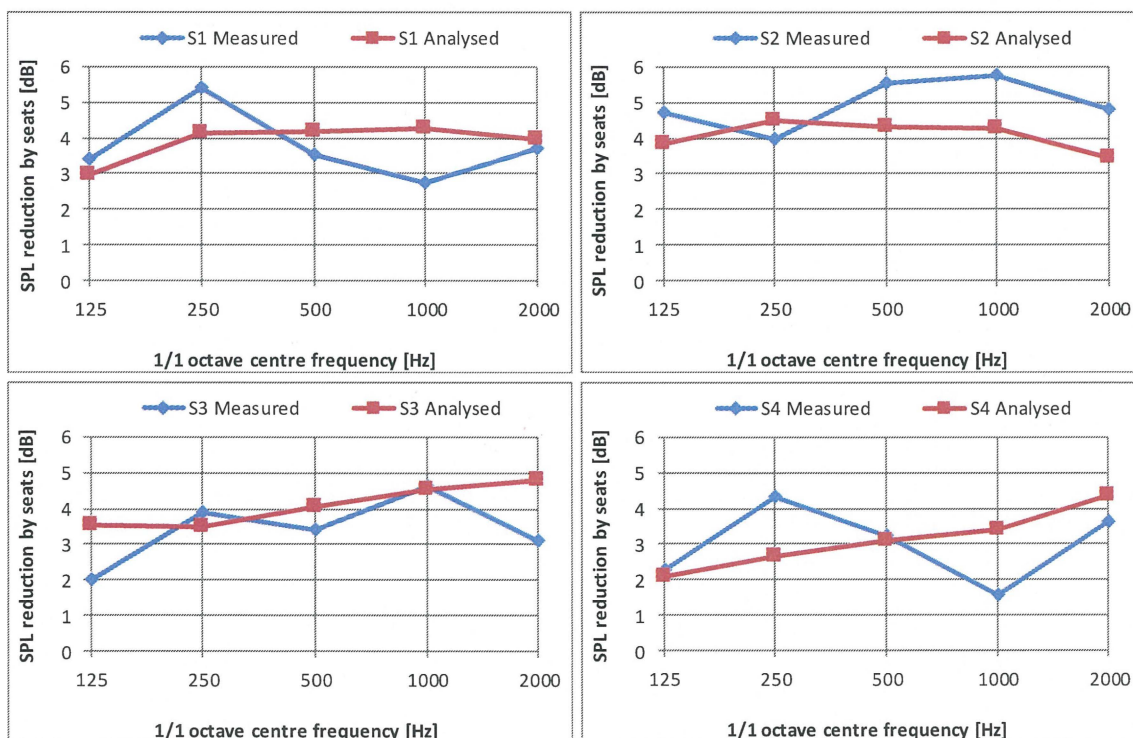 S1 Measured S1 Analysed
SPL reduction by seats [dB]
6
5
4
3
2
1
0
125 250 500 1000 2000
1/1 octave centre frequency [Hz]
S2 Measured S2 Analysed
SPL reduction by seats [dB]
6
5
4
3
2
1
0
125 250 500 1000 2000
1/1 octave centre frequency [Hz]
S3 Measured S3 Analysed
SPL reduction by seats [dB]
6
5
4
3
2
1
0
125 250 500 1000 2000
1/1 octave centre frequency [Hz]
S4 Measured S4 Analysed
SPL reduction by seats [dB]
6
5
4
3
2
1
0
125 250 500 1000 2000
1/1 octave centre frequency [Hz]